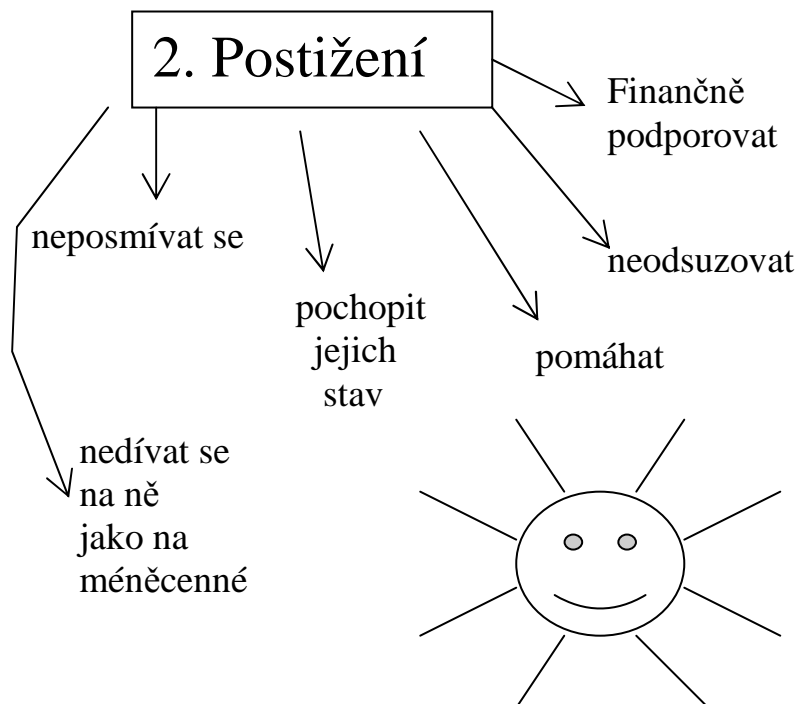 2. Postižení
Finančně
podporovat
neposmívat se
neodsuzovat
pochopit
jejich
stav
pomáhat
nedívat se
na ně
jako na
méněcenné